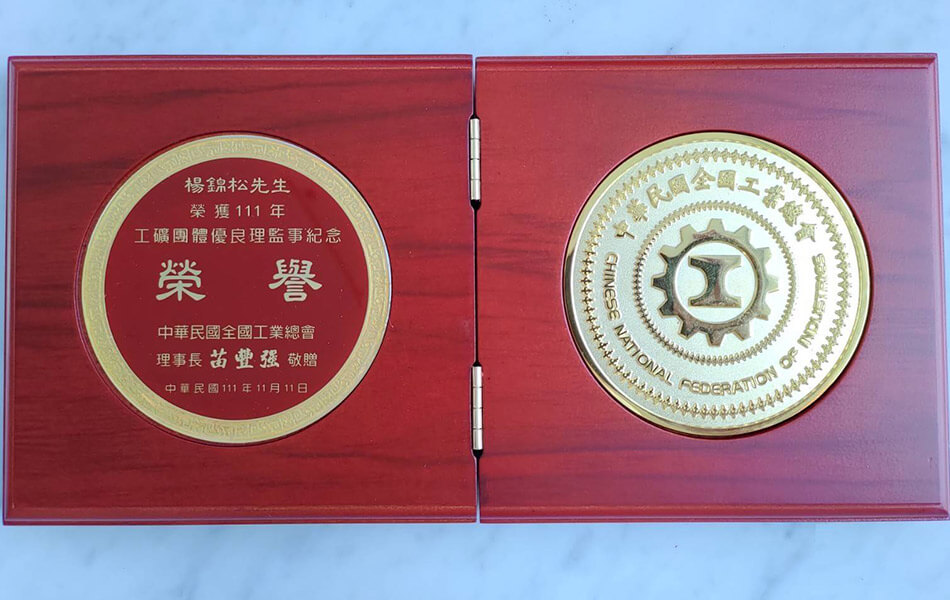 楊錦松先生
榮獲111年
工礦團體優良理監事紀念
榮譽
中華民國全國工業總會
理事長 苗豐強 敬贈
中華民國111年11月11日
中華民國全國工業總會
CHINESE NATIONAL FEDERATION OF INDUSTRIES